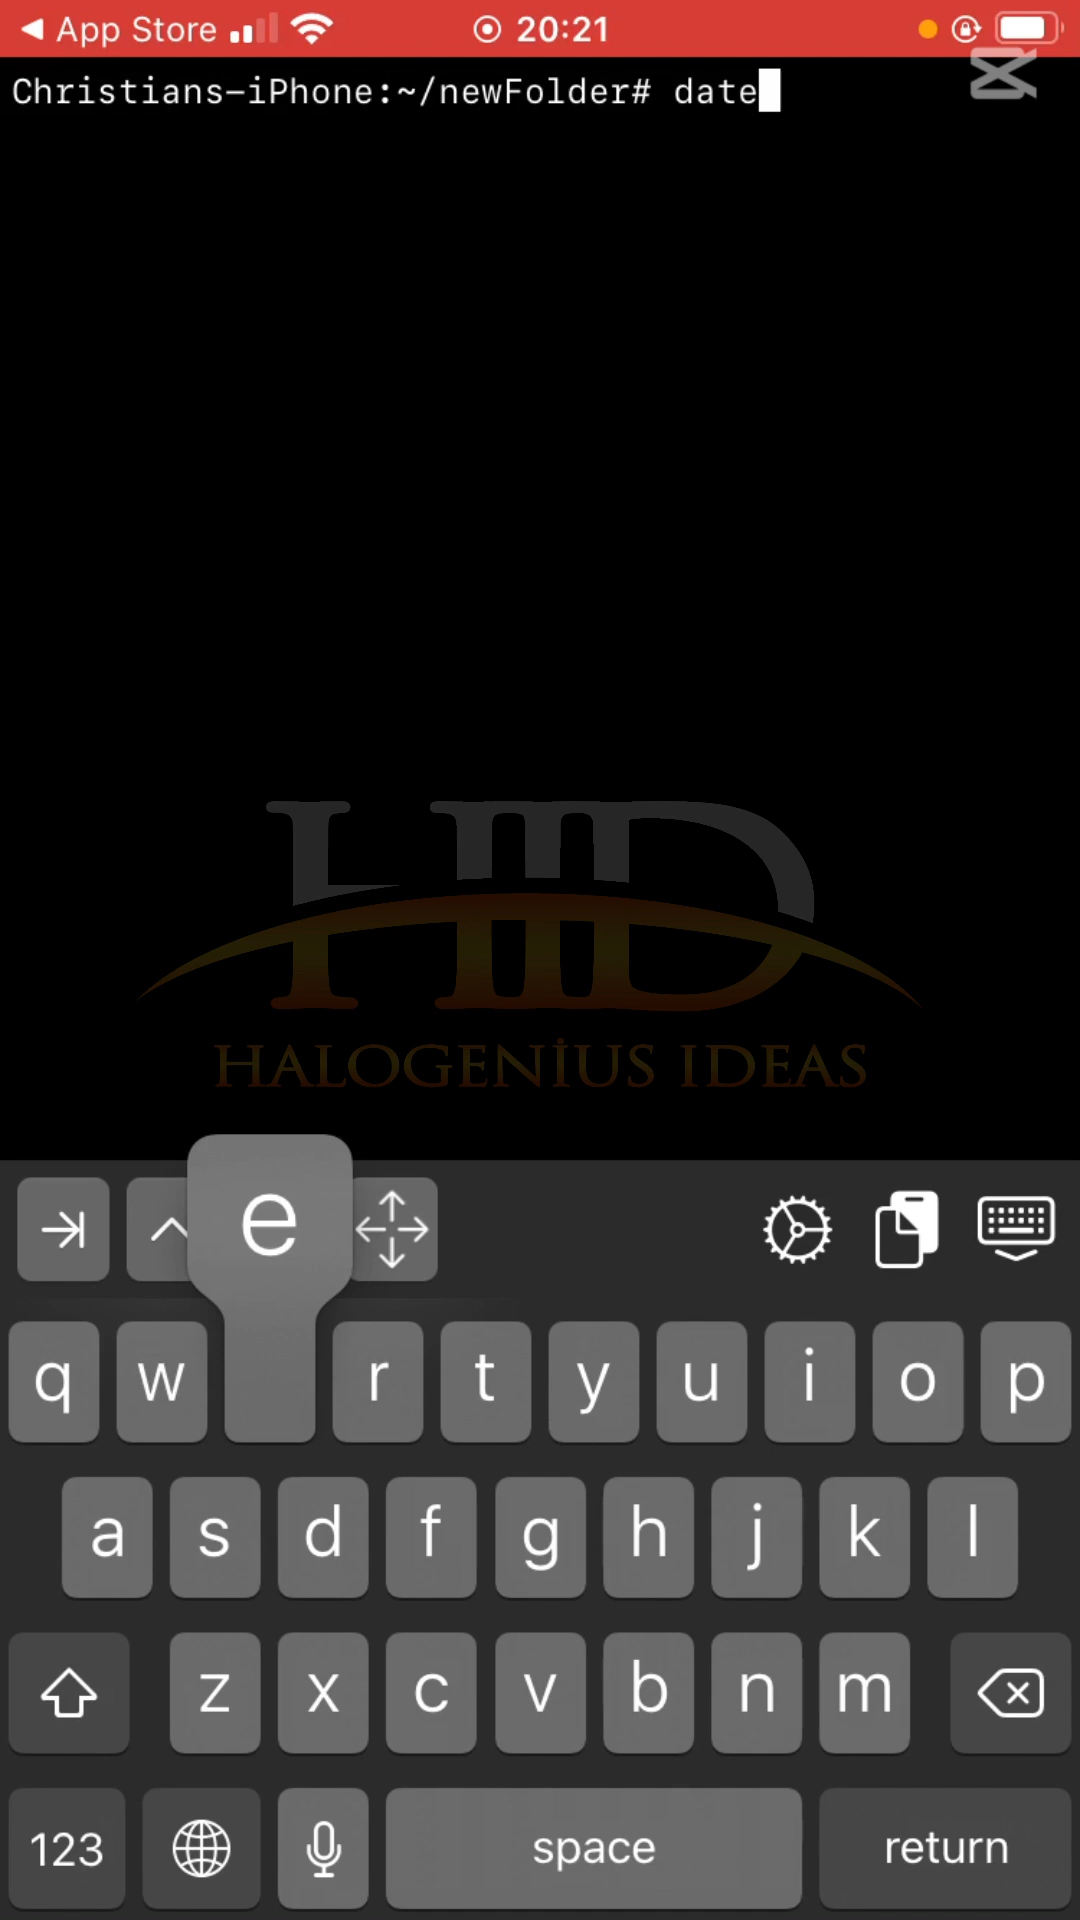 App Store 20:21
Christians-iPhone:~/newFolder# date
HID
HALOGENİUS IDEAS
e
q w r t y u i o p
a s d f g h j k l
z x c v b n m
123 space return